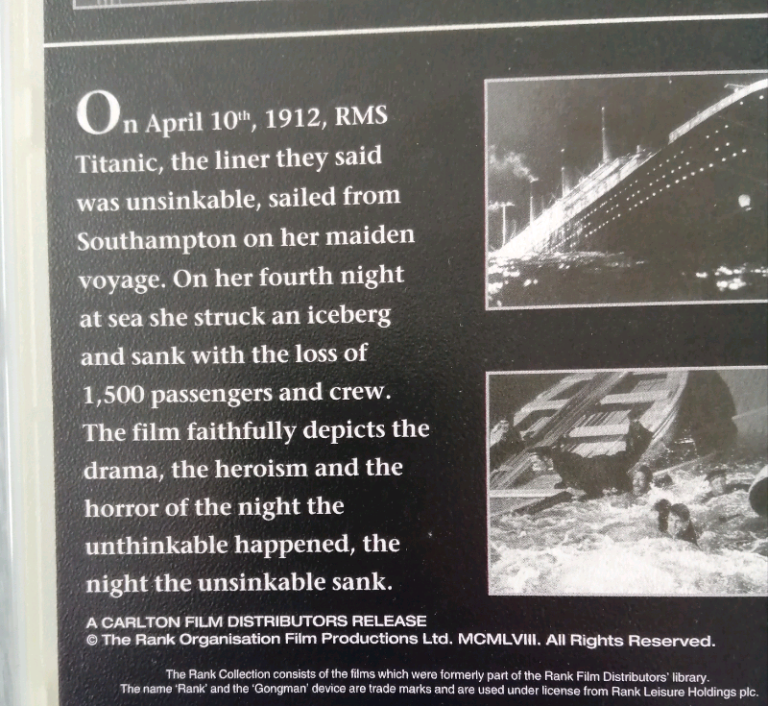 On April 10th, 1912, RMS
Titanic, the liner they said
was unsinkable, sailed from
Southampton on her maiden
voyage. On her fourth night
at sea she struck an iceberg
and sank with the loss of
1,500 passengers and crew.
The film faithfully depicts the
drama, the heroism and the
horror of the night the
unthinkable happened, the
night the unsinkable sank.
A CARLTON FILM DISTRIBUTORS RELEASE
© The Rank Organisation Film Productions Ltd. MCMLVIII. All Rights Reserved.
The Rank Collection consists of the films which were formerly part of the Rank Film Distributors' library.
The name 'Rank' and the 'Gongman' device are trade marks and are used under license from Rank Leisure Holdings plc.